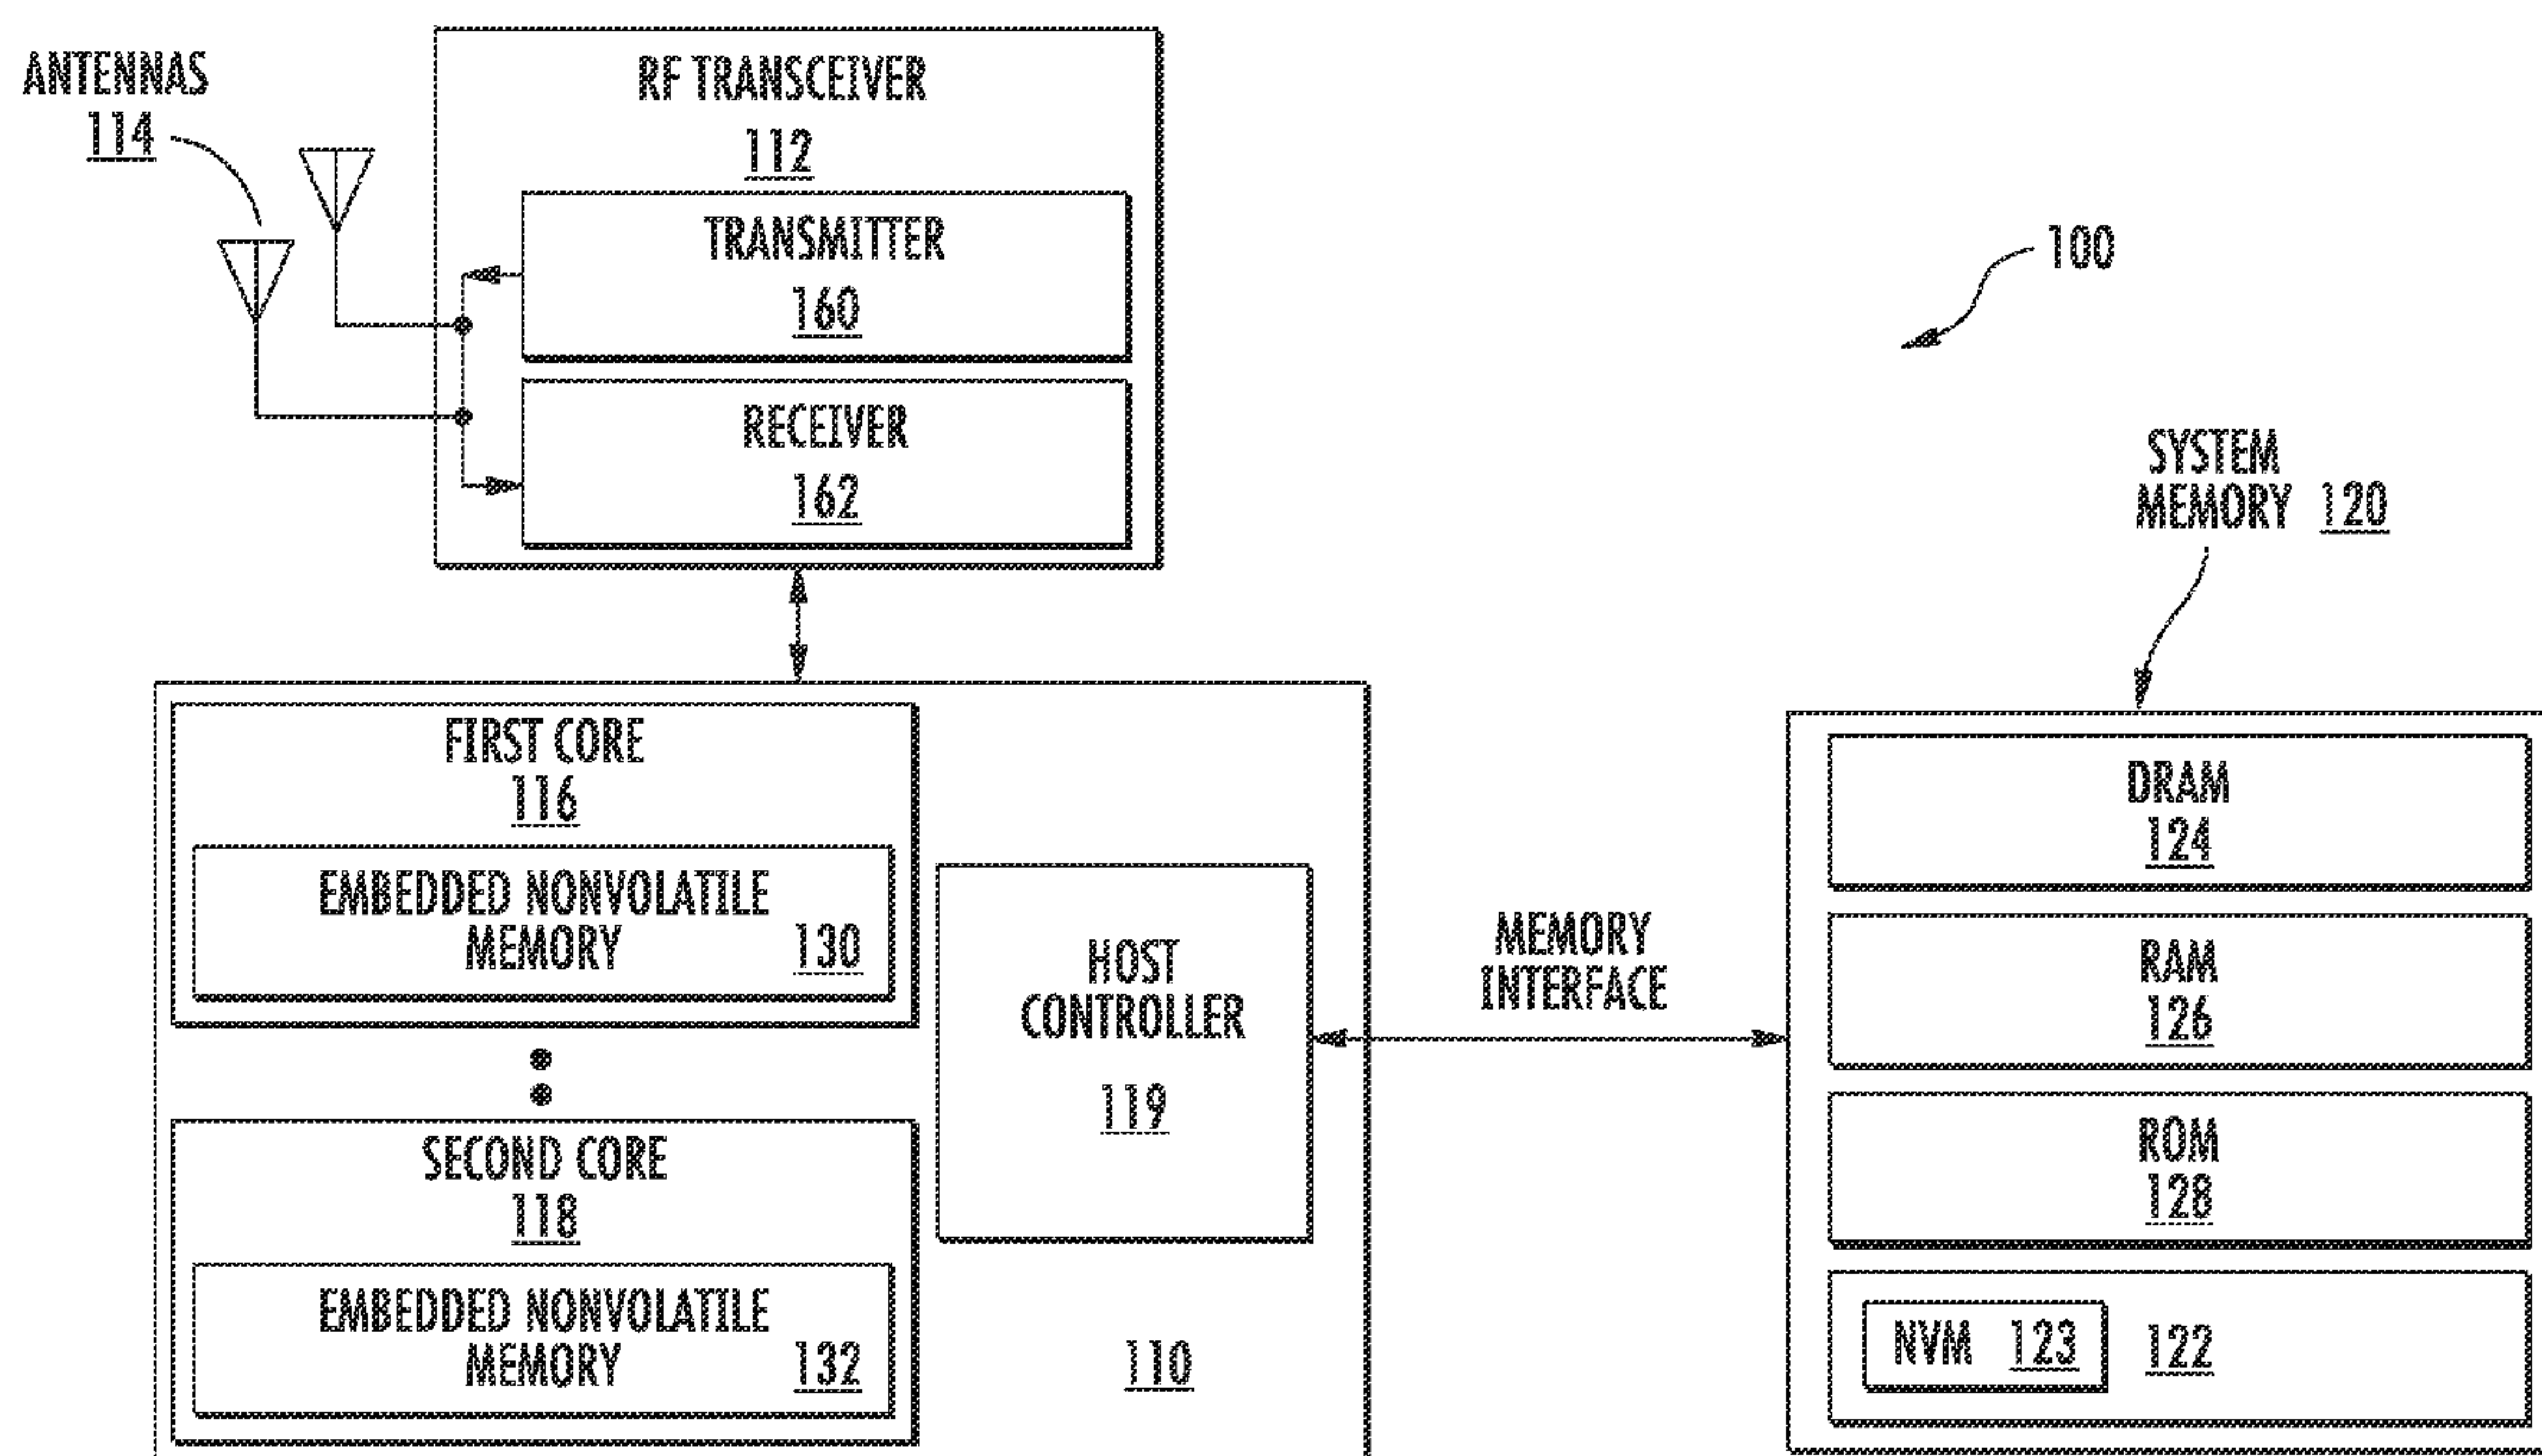 ANTENNAS
114
RF TRANSCEIVER
112
TRANSMITTER
160
RECEIVER
162
100
SYSTEM
MEMORY 120
FIRST CORE
116
EMBEDDED NONVOLATILE
MEMORY 130
SECOND CORE
118
EMBEDDED NONVOLATILE
MEMORY 132
HOST
CONTROLLER
119
110
MEMORY
INTERFACE
DRAM
124
RAM
126
ROM
128
NVM 123 122